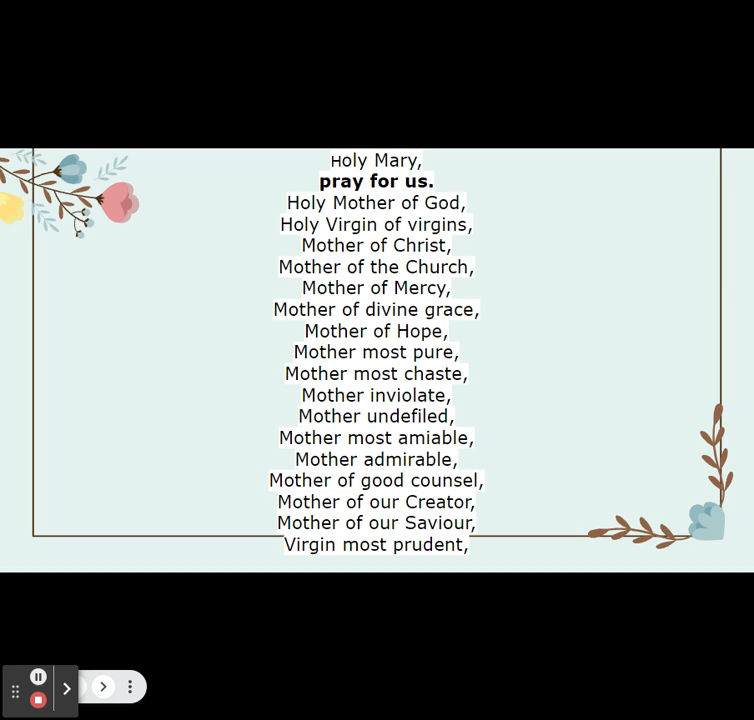 Holy Mary,
pray for us.
Holy Mother of God,
Holy Virgin of virgins,
Mother of Christ,
Mother of the Church,
Mother of Mercy,
Mother of divine grace,
Mother of Hope,
Mother most pure,
Mother most chaste,
Mother inviolate,
Mother undefiled,
Mother most amiable,
Mother admirable,
Mother of good counsel,
Mother of our Creator,
Mother of our Saviour,
Virgin most prudent,